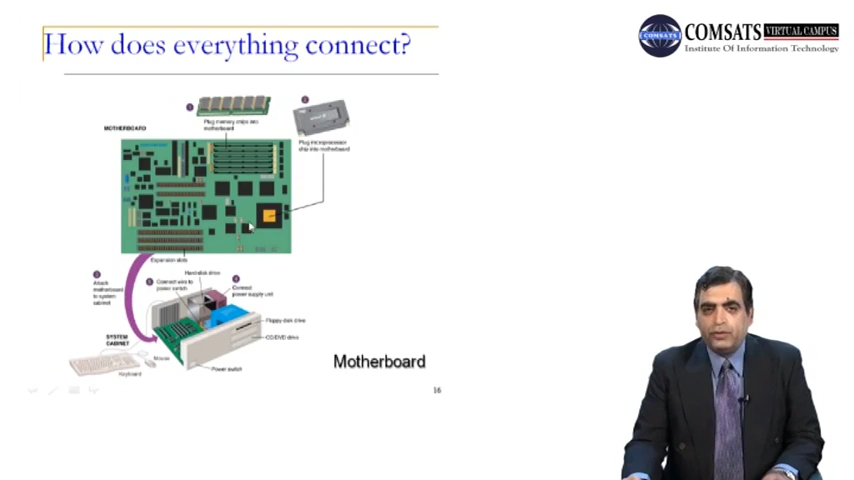 How does everything connect?
COMSATS VIRTUAL CAMPUS
COMSATS
Institute Of Information Technology
1
2
Plug memory chips into
motherboard
MOTHERBOARD
Plug microprocessor
chip into motherboard
Expansion slots
3
Attach
motherboard
to system
cabinet
Hard-disk drive
5
Connect wire to
power switch
4
Connect
power supply unit
Floppy-disk drive
CD/DVD drive
SYSTEM
CABINET
Mouse
Keyboard
Power switch
Motherboard
16